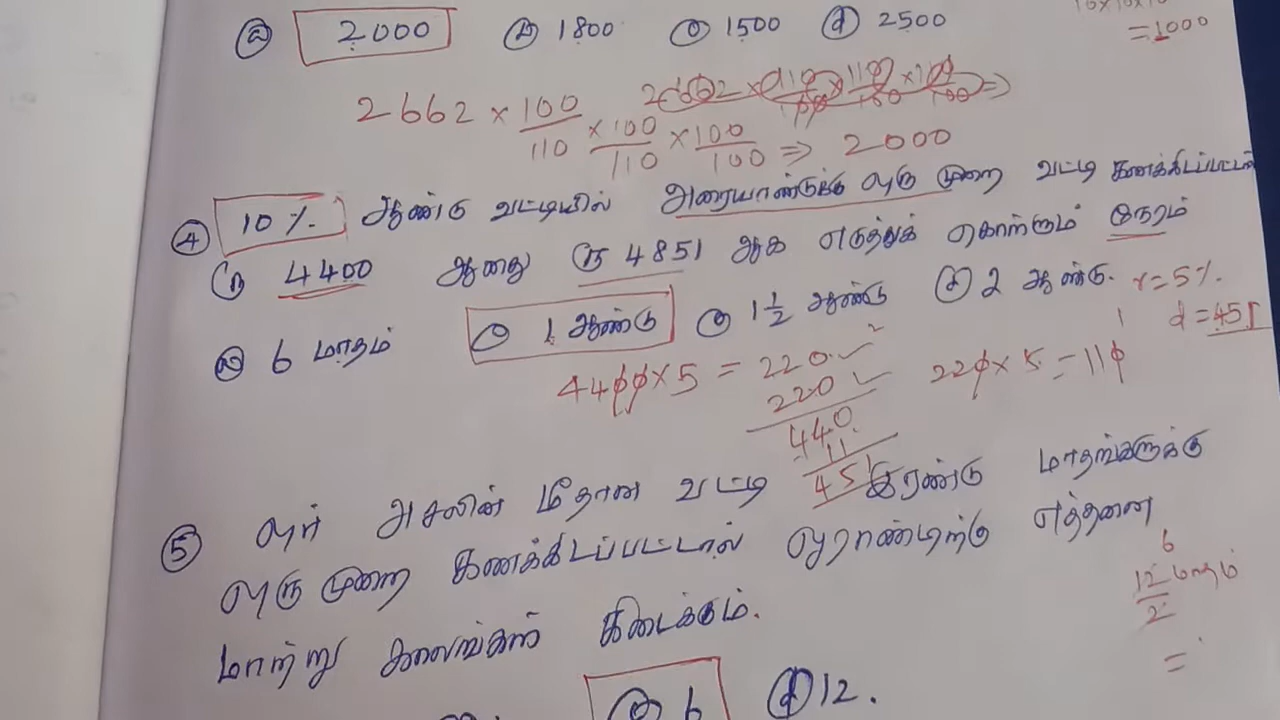 2000 1800 1500 2500
10x10x10
= 1000
2662 x 100/110 x 100/110 x 100/100 ⇒ 2000
④ 10 %. ஆண்டு வட்டியில் அரையாண்டுக்கு ஒரு முறை வட்டி கணக்கிடப்பட்டால்
ரூ 4400 ஆனது ரூ 4851 ஆக எடுத்துக் கொள்ளும் நேரம்
6 மாதம் 1 ஆண்டு 1 1/2 ஆண்டு 2 ஆண்டு.
r = 5 %.
d = 451
4400 x 5 = 220
220
440
11
451
220 x 5 = 110
⑤ ஓர் அசலின் மீதான வட்டி இரண்டு மாதங்களுக்கு
ஒரு முறை கணக்கிடப்பட்டால் ஓராண்டிற்கு எத்தனை
மாற்று காலங்கள் கிடைக்கும்.
6
12 மாதம்
2
=
6 12.